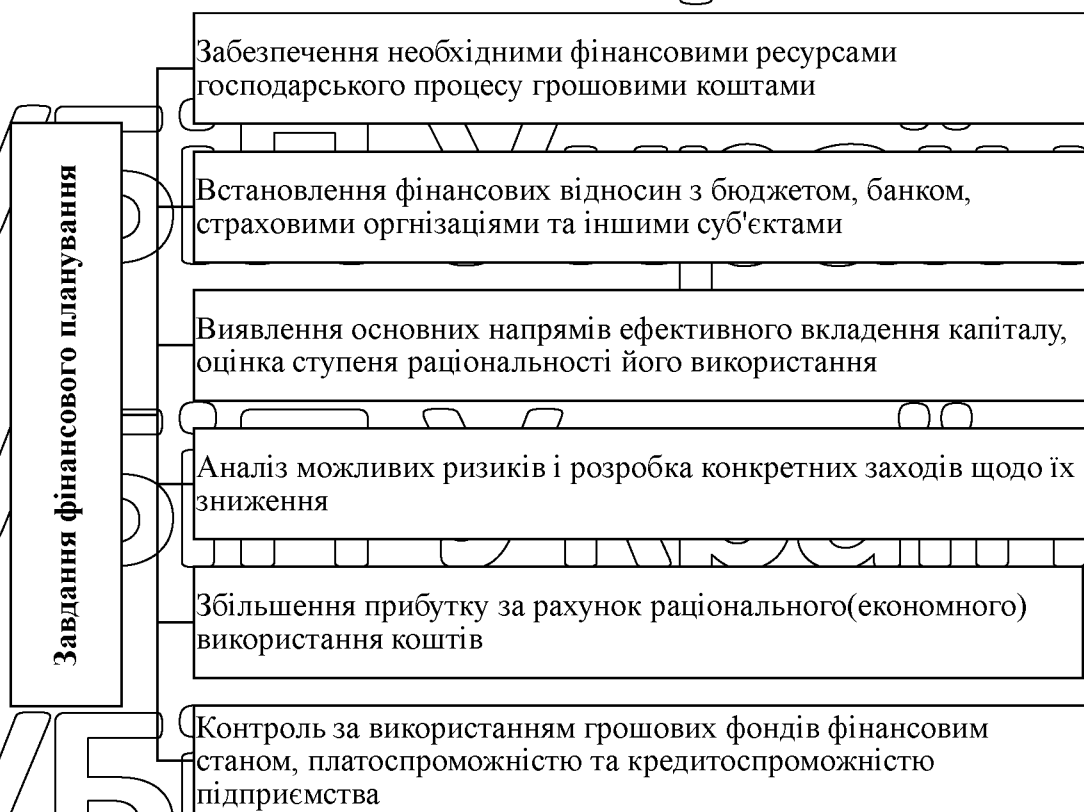 Завдання фінансового планування
Забезпечення необхідними фінансовими ресурсами
господарського процесу грошовими коштами
Встановлення фінансових відносин з бюджетом, банком,
страховими оргнізаціями та іншими суб'єктами
Виявлення основних напрямів ефективного вкладення капіталу,
оцінка ступеня раціональності його використання
Аналіз можливих ризиків і розробка конкретних заходів щодо їх
зниження
Збільшення прибутку за рахунок раціонального(економного)
використання коштів
Контроль за використанням грошових фондів фінансовим
станом, платоспроможністю та кредитоспроможністю
підприємства